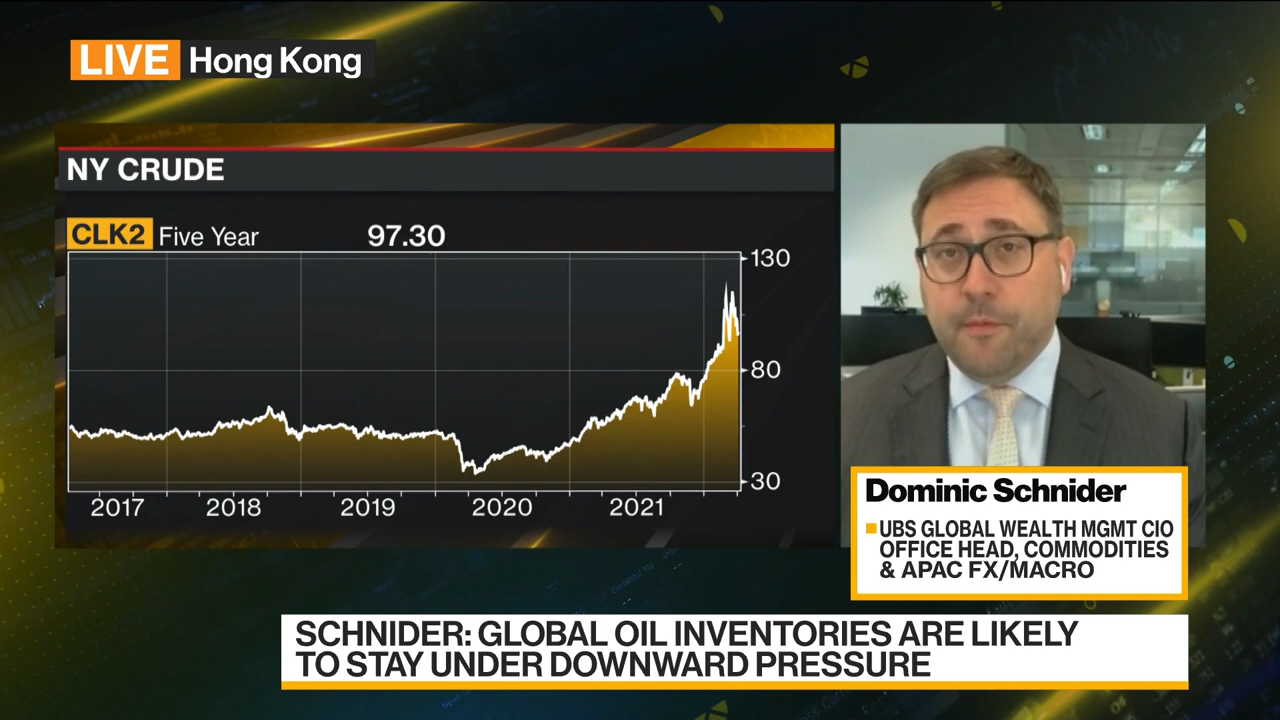 LIVE Hong Kong
NY CRUDE
CLK2 Five Year 97.30
130
80
30
2017 2018 2019 2020 2021
Dominic Schnider
UBS GLOBAL WEALTH MGMT CIO
OFFICE HEAD, COMMODITIES
& APAC FX/MACRO
SCHNIDER: GLOBAL OIL INVENTORIES ARE LIKELY
TO STAY UNDER DOWNWARD PRESSURE